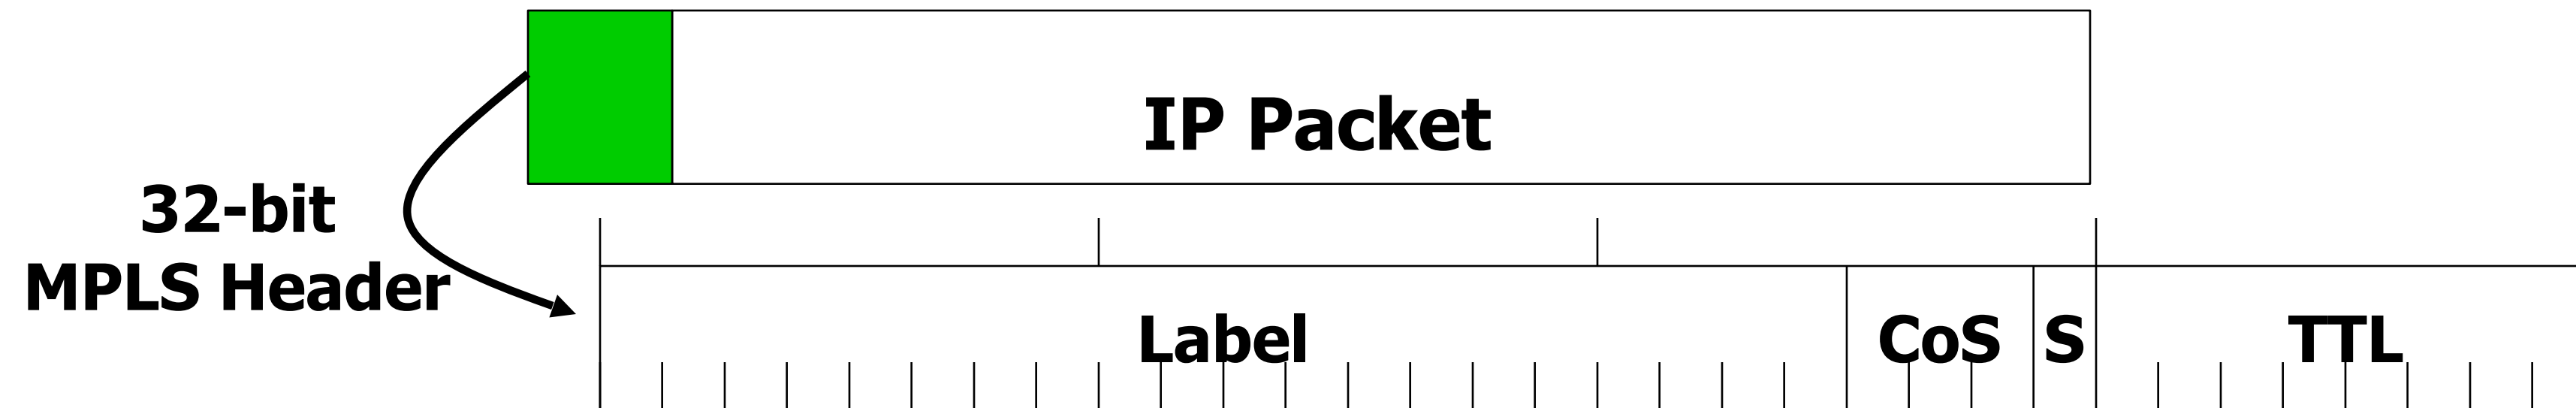 IP Packet
32-bit
MPLS Header
Label CoS S TTL